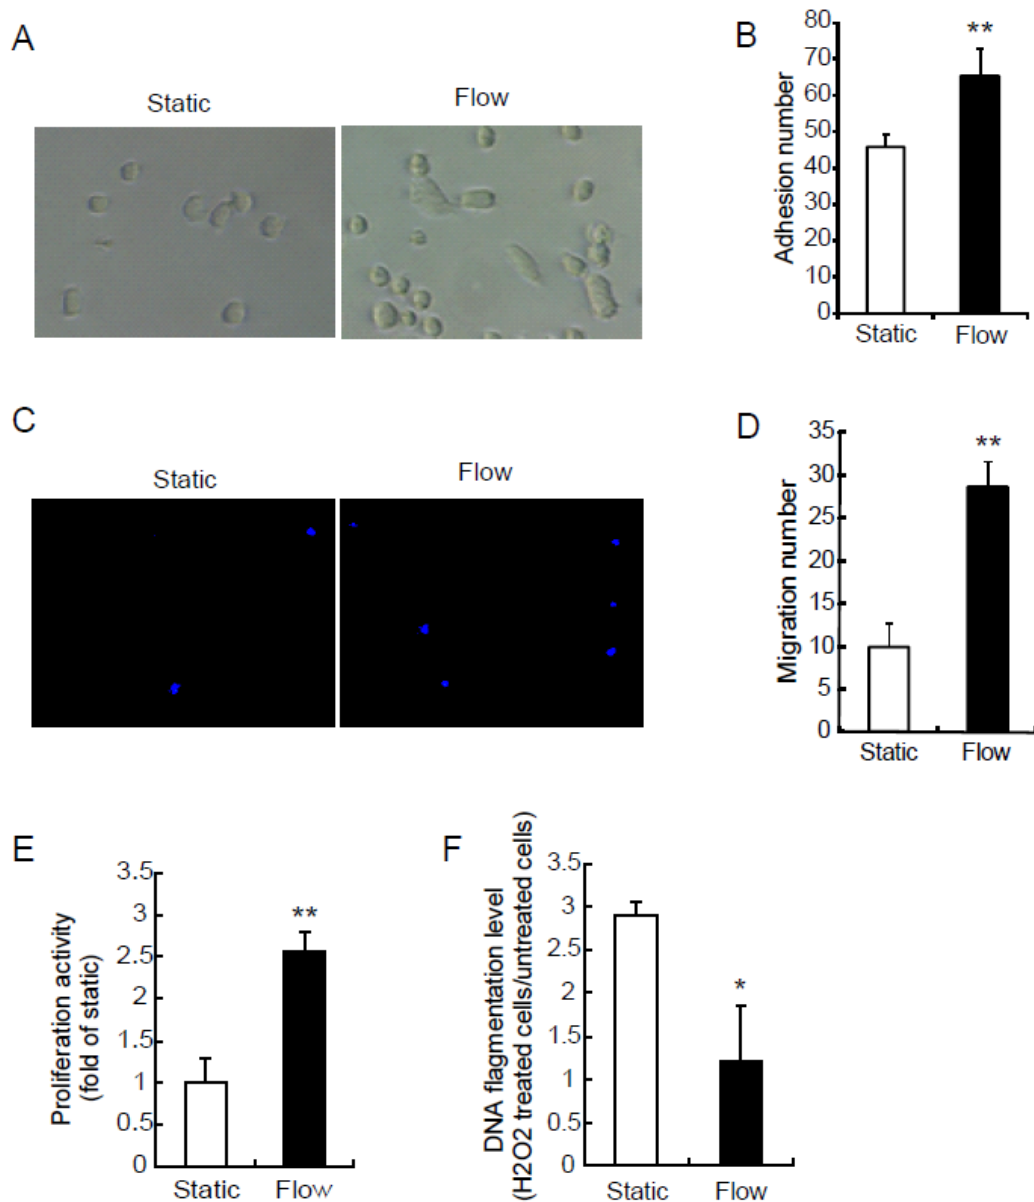 A
Static
Flow
B
Adhesion number
80
70
60
50
40
30
20
10
0
**
Static
Flow
C
Static
Flow
D
Migration number
35
30
25
20
15
10
5
0
**
Static
Flow
E
Proliferation activity
(fold of static)
3.5
3
2.5
2
1.5
1
0.5
0
**
Static
Flow
F
DNA flagmentation level
(H2O2 treated cells/untreated cells)
3.5
3
2.5
2
1.5
1
0.5
0
*
Static
Flow